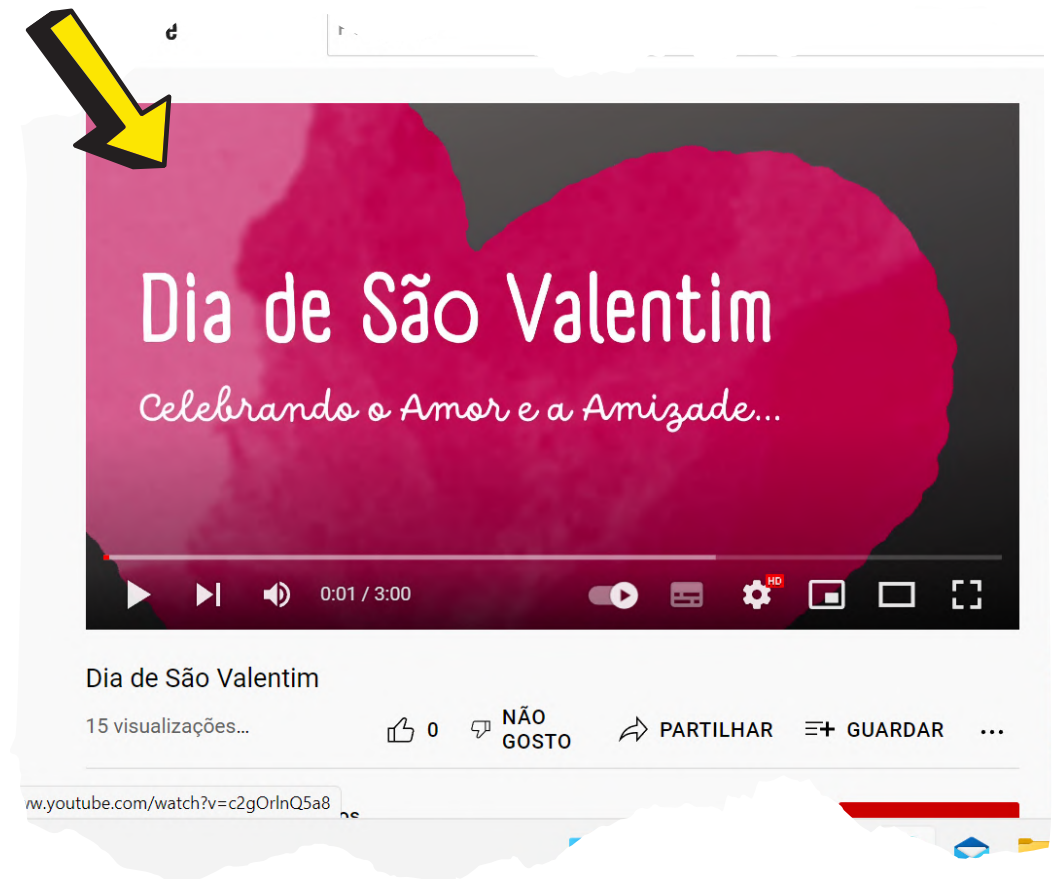 Dia de São Valentim
Celebrando o Amor e a Amizade...
0:01 / 3:00
HD
Dia de São Valentim
15 visualizações...
0
NÃO
GOSTO
PARTILHAR
GUARDAR
w.youtube.com/watch?v=c2gOrlnQ5a8
os